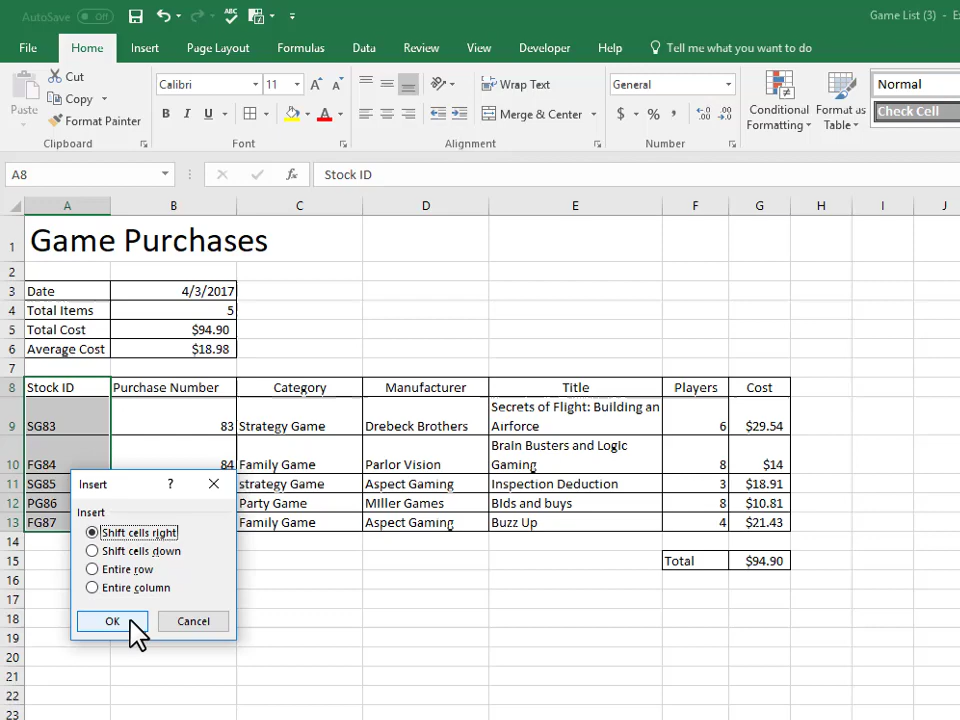 AutoSave Off Game List (3) - E
File Home Insert Page Layout Formulas Data Review View Developer Help Tell me what you want to do
Paste Cut Copy Format Painter
Clipboard
Calibri 11 A A
B I U A
Font
Wrap Text
Merge & Center
Alignment
General
$ % , .0 .00 .00 .0
Number
Conditional Formatting
Format as Table
Normal
Check Cell
A8 fx Stock ID
A B C D E F G H I J
1 Game Purchases
2
3 Date 4/3/2017
4 Total Items 5
5 Total Cost $94.90
6 Average Cost $18.98
7
8 Stock ID Purchase Number Category Manufacturer Title Players Cost
9 SG83 83 Strategy Game Drebeck Brothers Secrets of Flight: Building an Airforce 6 $29.54
10 FG84 84 Family Game Parlor Vision Brain Busters and Logic Gaming 8 $14
11 SG85 strategy Game Aspect Gaming Inspection Deduction 3 $18.91
12 PG86 Party Game MIller Games BIds and buys 8 $10.81
13 FG87 Family Game Aspect Gaming Buzz Up 4 $21.43
14
15 Total $94.90
16
17
18
19
20
21
22
23
Insert ?
Insert
Shift cells right
Shift cells down
Entire row
Entire column
OK Cancel